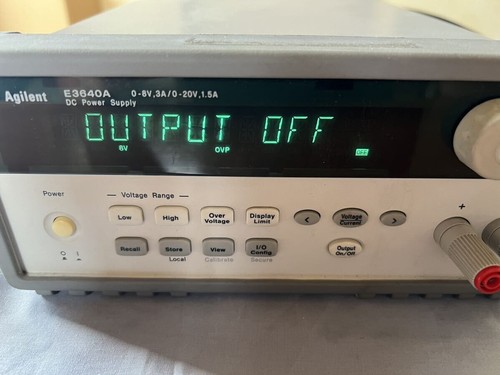 Agilent E3640A 0-8V,3A/0-20V,1.5A
DC Power Supply
OUTPUT OFF
8V OVP OFF
Power
Voltage Range
Low High Over Voltage Display Limit
< Voltage Current >
+
Recall Store View I/O Config
Output On/Off
Local Calibrate Secure